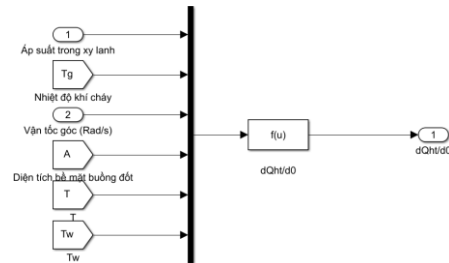 1
Áp suất trong xy lanh
Tg
Nhiệt độ khí cháy
2
Vận tốc góc (Rad/s)
A
Diện tích bề mặt buồng đốt
T
T
Tw
Tw
f(u)
dQht/d0
1
dQht/d0